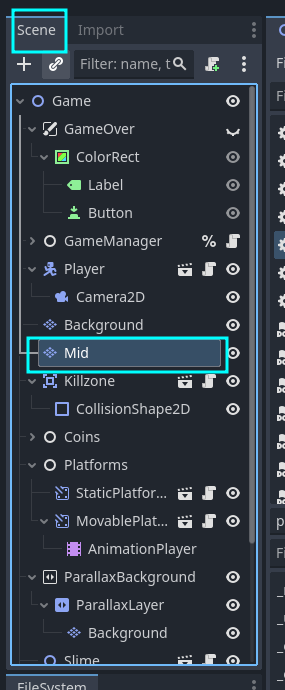 Scene Import
Filter: name, t
Game
GameOver
ColorRect
Label
Button
GameManager %
Player
Camera2D
Background
Mid
Killzone
CollisionShape2D
Coins
Platforms
StaticPlatfor...
MovablePlat...
AnimationPlayer
ParallaxBackground
ParallaxLayer
Background
Slime
FileSystem